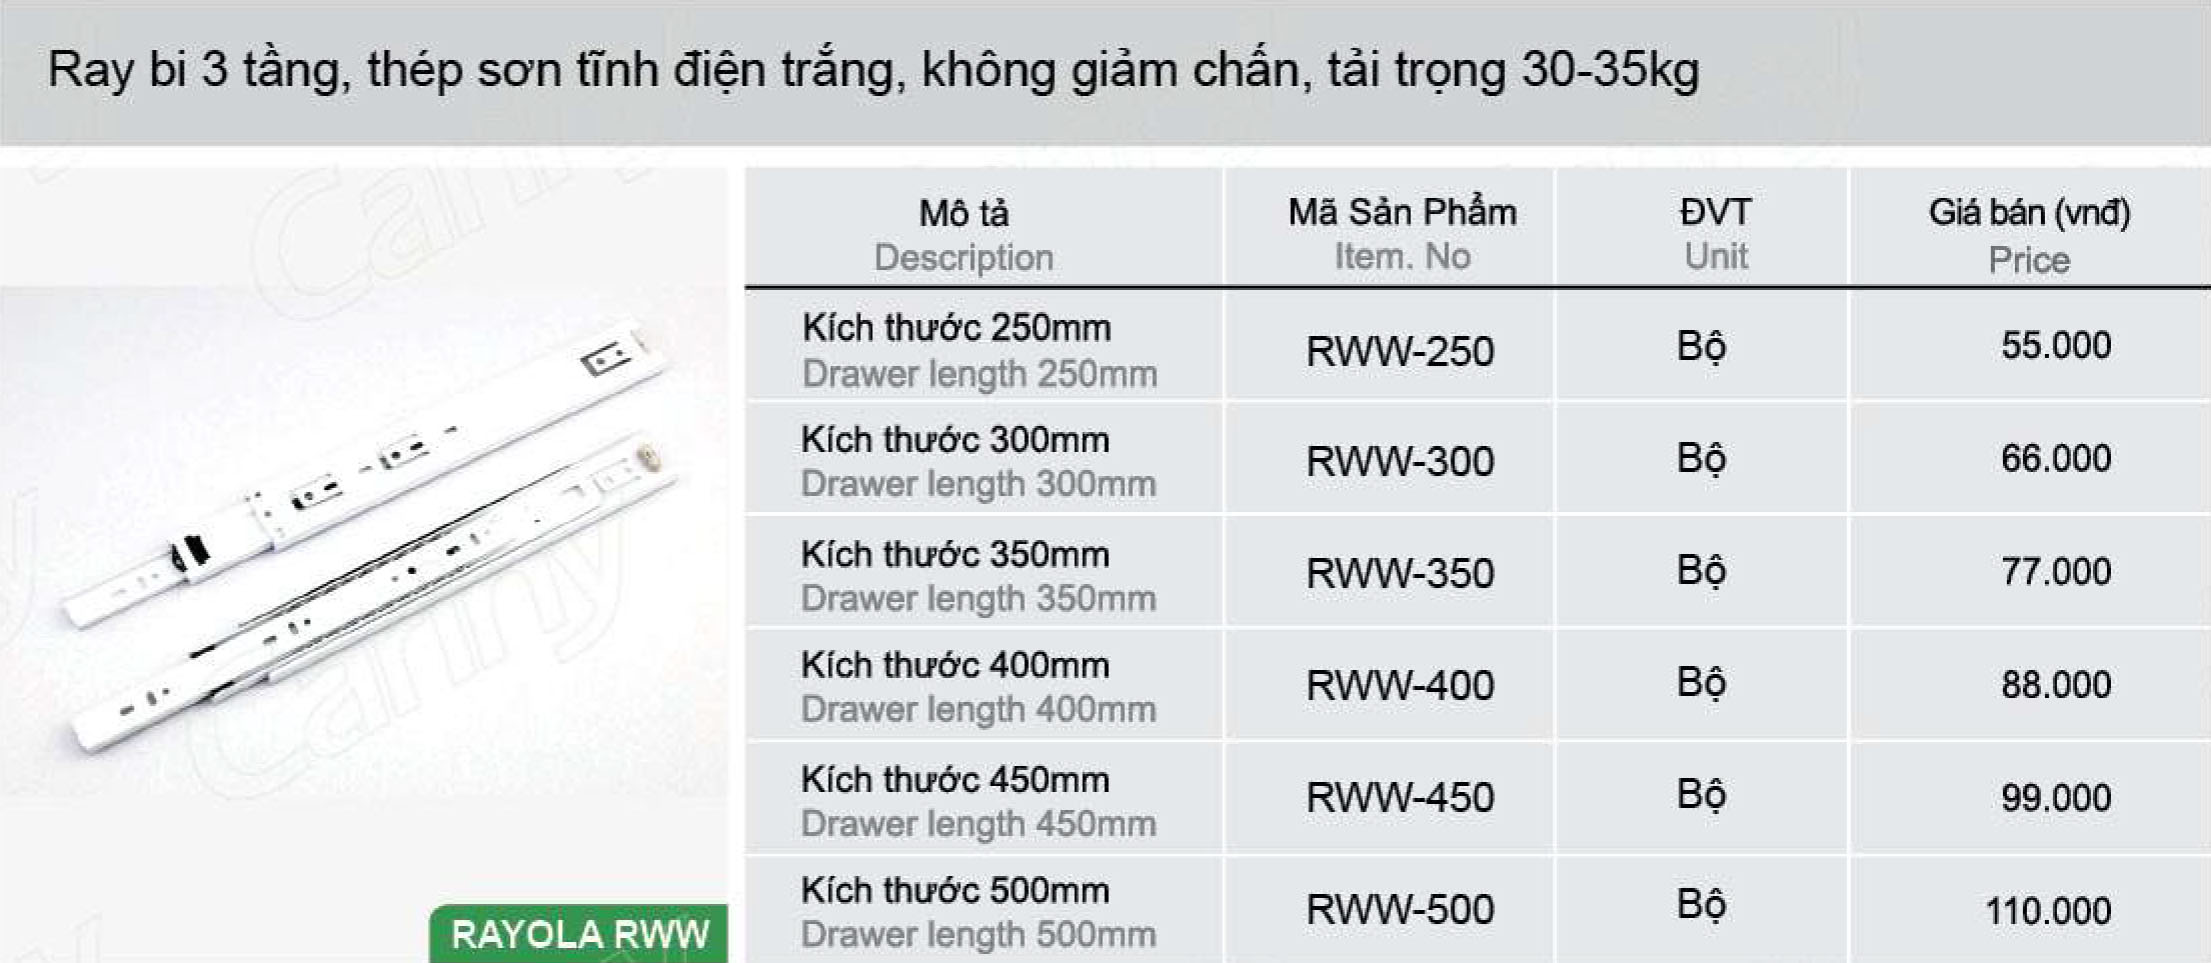 Ray bi 3 tầng, thép sơn tĩnh điện trắng, không giảm chấn, tải trọng 30-35kg
Mô tả Mã Sản Phẩm ĐVT Giá bán (vnđ)
Description Item. No Unit Price
Kích thước 250mm RWW-250 Bộ 55.000
Drawer length 250mm
Kích thước 300mm RWW-300 Bộ 66.000
Drawer length 300mm
Kích thước 350mm RWW-350 Bộ 77.000
Drawer length 350mm
Kích thước 400mm RWW-400 Bộ 88.000
Drawer length 400mm
Kích thước 450mm RWW-450 Bộ 99.000
Drawer length 450mm
Kích thước 500mm RWW-500 Bộ 110.000
Drawer length 500mm
RAYOLA RWW
Canny
Canny